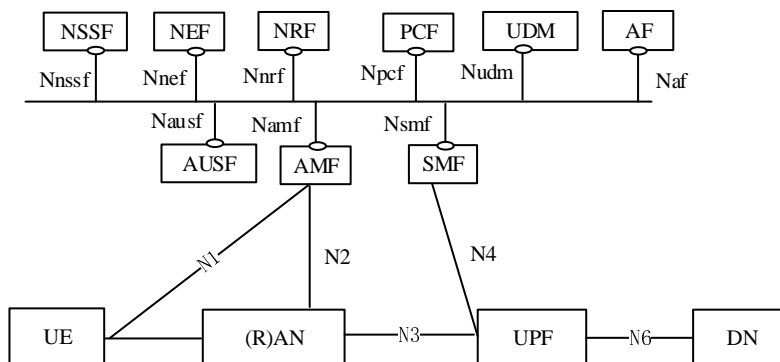 NSSF NEF NRF PCF UDM AF
Nnssf Nnef Nnrf Npcf Nudm Naf
Nausf Namf Nsmf
AUSF AMF SMF
N1 N2 N4
UE (R)AN N3 UPF N6 DN